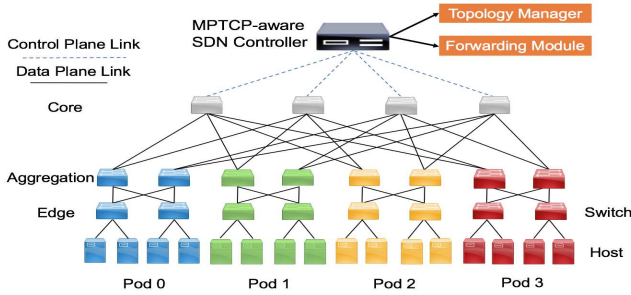 Topology Manager
MPTCP-aware
SDN Controller
Forwarding Module
Control Plane Link
Data Plane Link
Core
Aggregation
Edge
Switch
Host
Pod 0
Pod 1
Pod 2
Pod 3